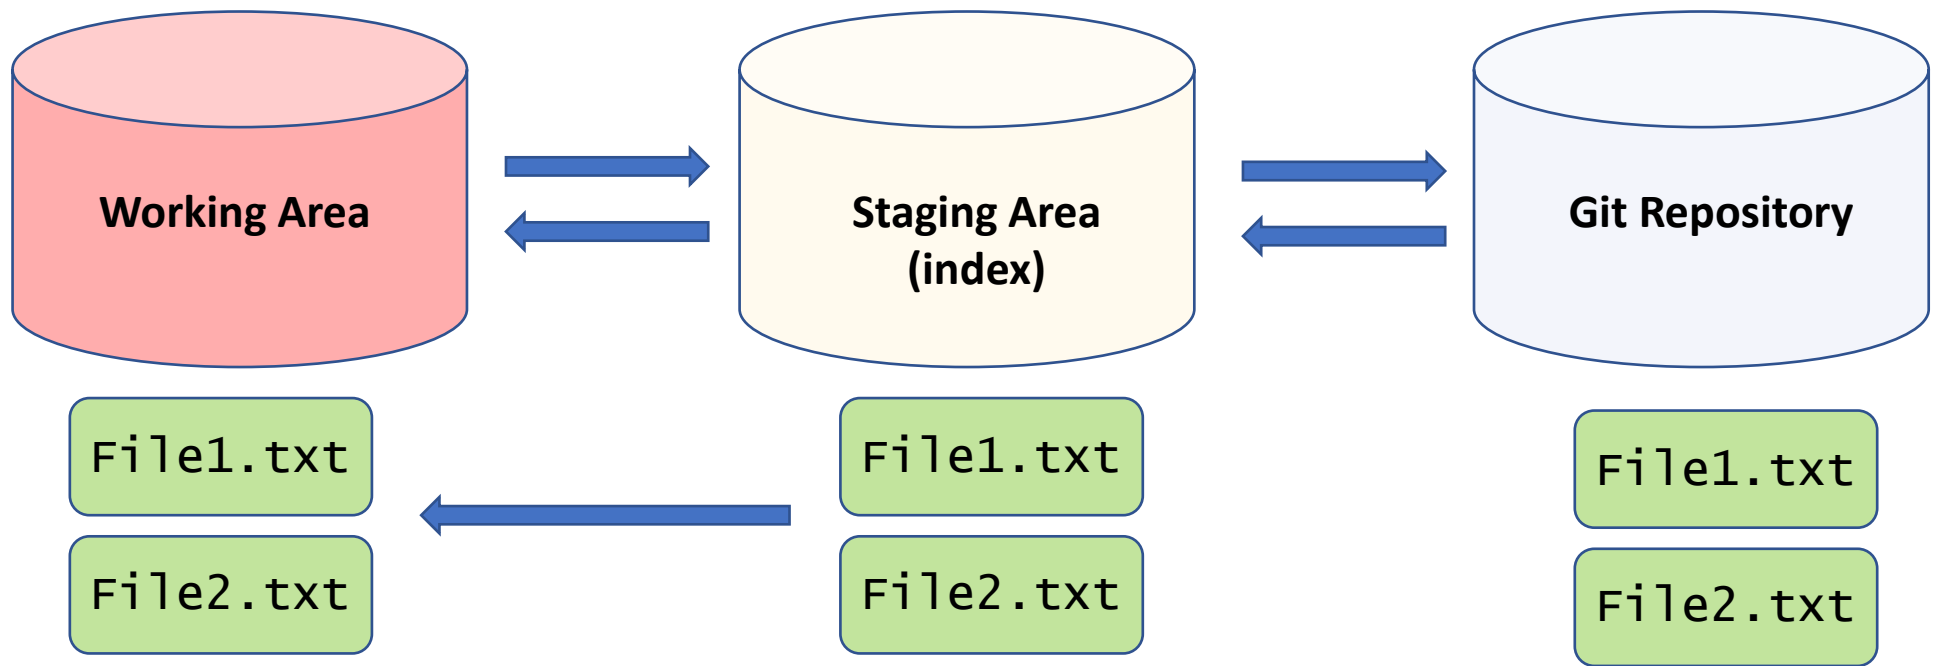 Working Area
Staging Area
(index)
Git Repository
File1.txt
File1.txt
File1.txt
File2.txt
File2.txt
File2.txt